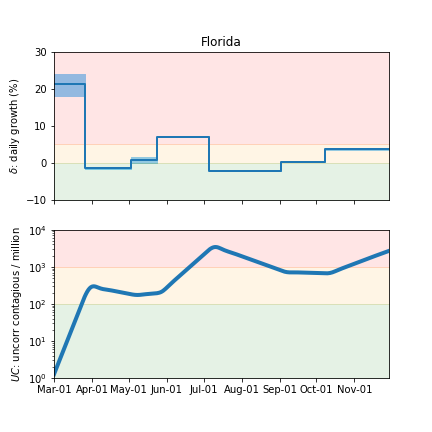 Florida
δ: daily growth (%)
30
20
10
0
−10
UC: uncorr contagious / million
10⁴
10³
10²
10¹
10⁰
Mar-01 Apr-01 May-01 Jun-01 Jul-01 Aug-01 Sep-01 Oct-01 Nov-01